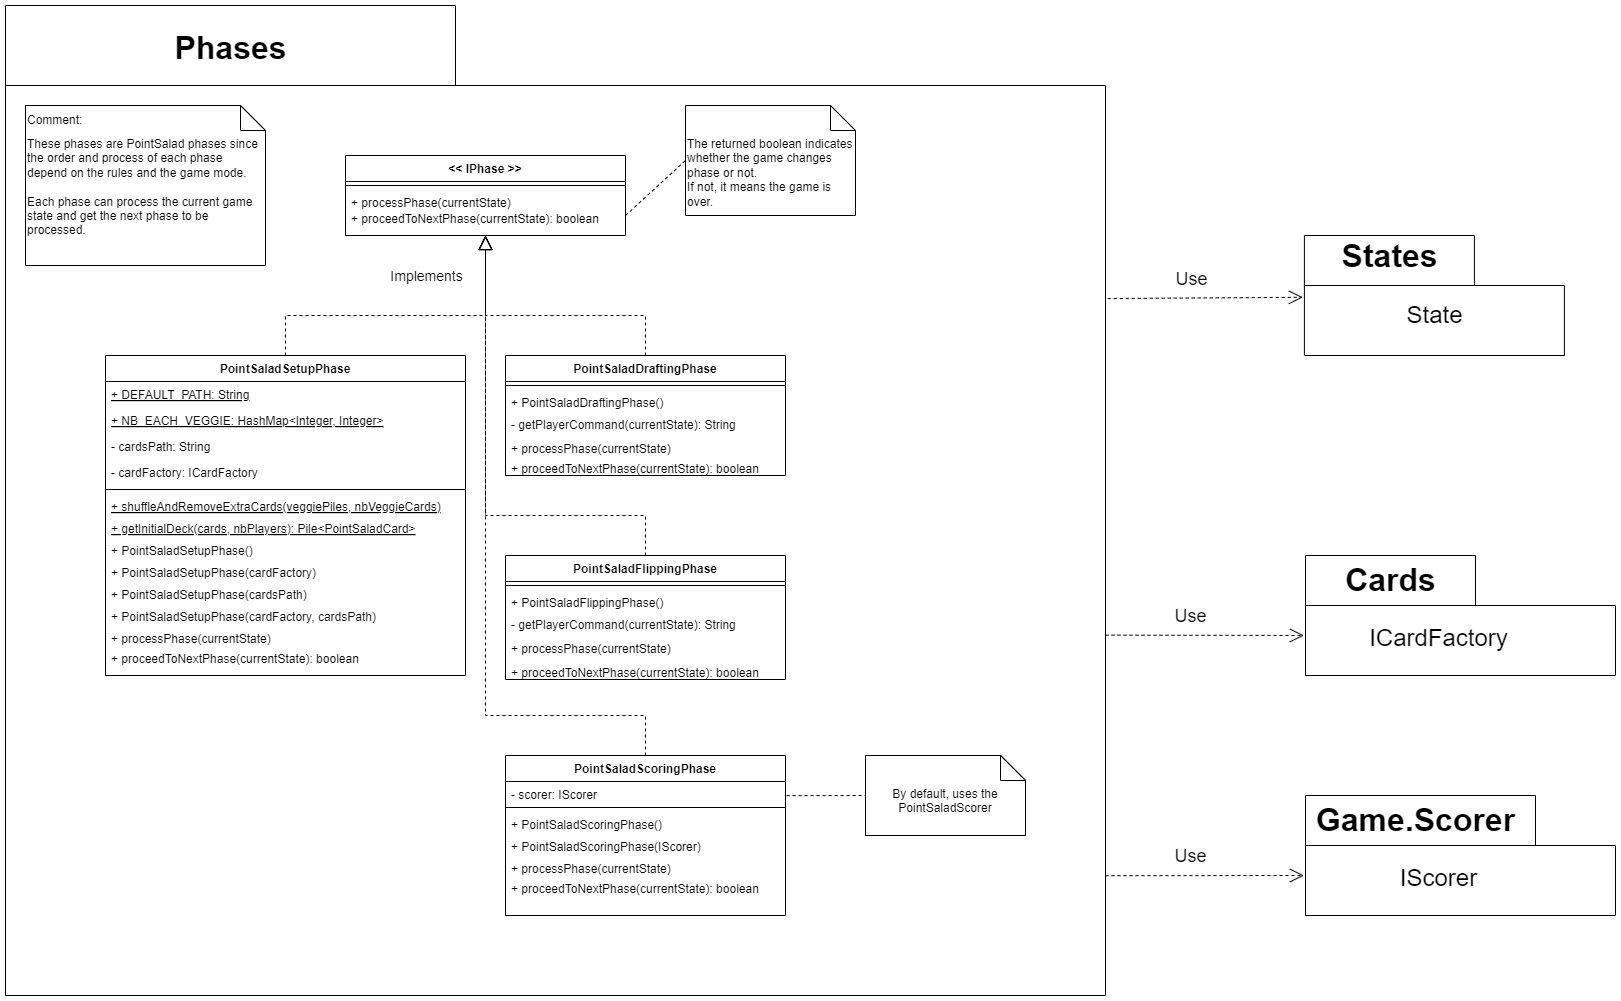 Phases
Comment:
These phases are PointSalad phases since
the order and process of each phase
depend on the rules and the game mode.
Each phase can process the current game
state and get the next phase to be
processed.
<< IPhase >>
+ processPhase(currentState)
+ proceedToNextPhase(currentState): boolean
The returned boolean indicates
whether the game changes
phase or not.
If not, it means the game is
over.
Implements
PointSaladSetupPhase
+ DEFAULT_PATH: String
+ NB_EACH_VEGGIE: HashMap<Integer, Integer>
- cardsPath: String
- cardFactory: ICardFactory
+ shuffleAndRemoveExtraCards(veggiePiles, nbVeggieCards)
+ getInitialDeck(cards, nbPlayers): Pile<PointSaladCard>
+ PointSaladSetupPhase()
+ PointSaladSetupPhase(cardFactory)
+ PointSaladSetupPhase(cardsPath)
+ PointSaladSetupPhase(cardFactory, cardsPath)
+ processPhase(currentState)
+ proceedToNextPhase(currentState): boolean
PointSaladDraftingPhase
+ PointSaladDraftingPhase()
- getPlayerCommand(currentState): String
+ processPhase(currentState)
+ proceedToNextPhase(currentState): boolean
PointSaladFlippingPhase
+ PointSaladFlippingPhase()
- getPlayerCommand(currentState): String
+ processPhase(currentState)
+ proceedToNextPhase(currentState): boolean
PointSaladScoringPhase
- scorer: IScorer
+ PointSaladScoringPhase()
+ PointSaladScoringPhase(IScorer)
+ processPhase(currentState)
+ proceedToNextPhase(currentState): boolean
By default, uses the
PointSaladScorer
Use
States
State
Use
Cards
ICardFactory
Use
Game.Scorer
IScorer